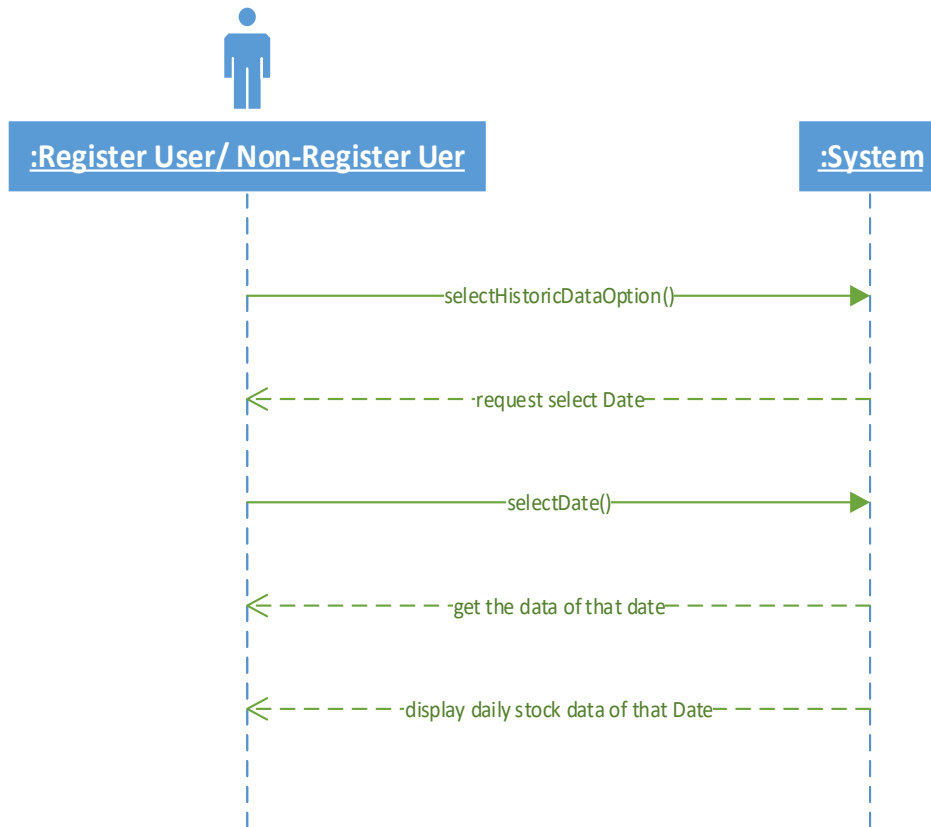 :Register User/ Non-Register Uer
:System
selectHistoricDataOption()
request select Date
selectDate()
get the data of that date
display daily stock data of that Date